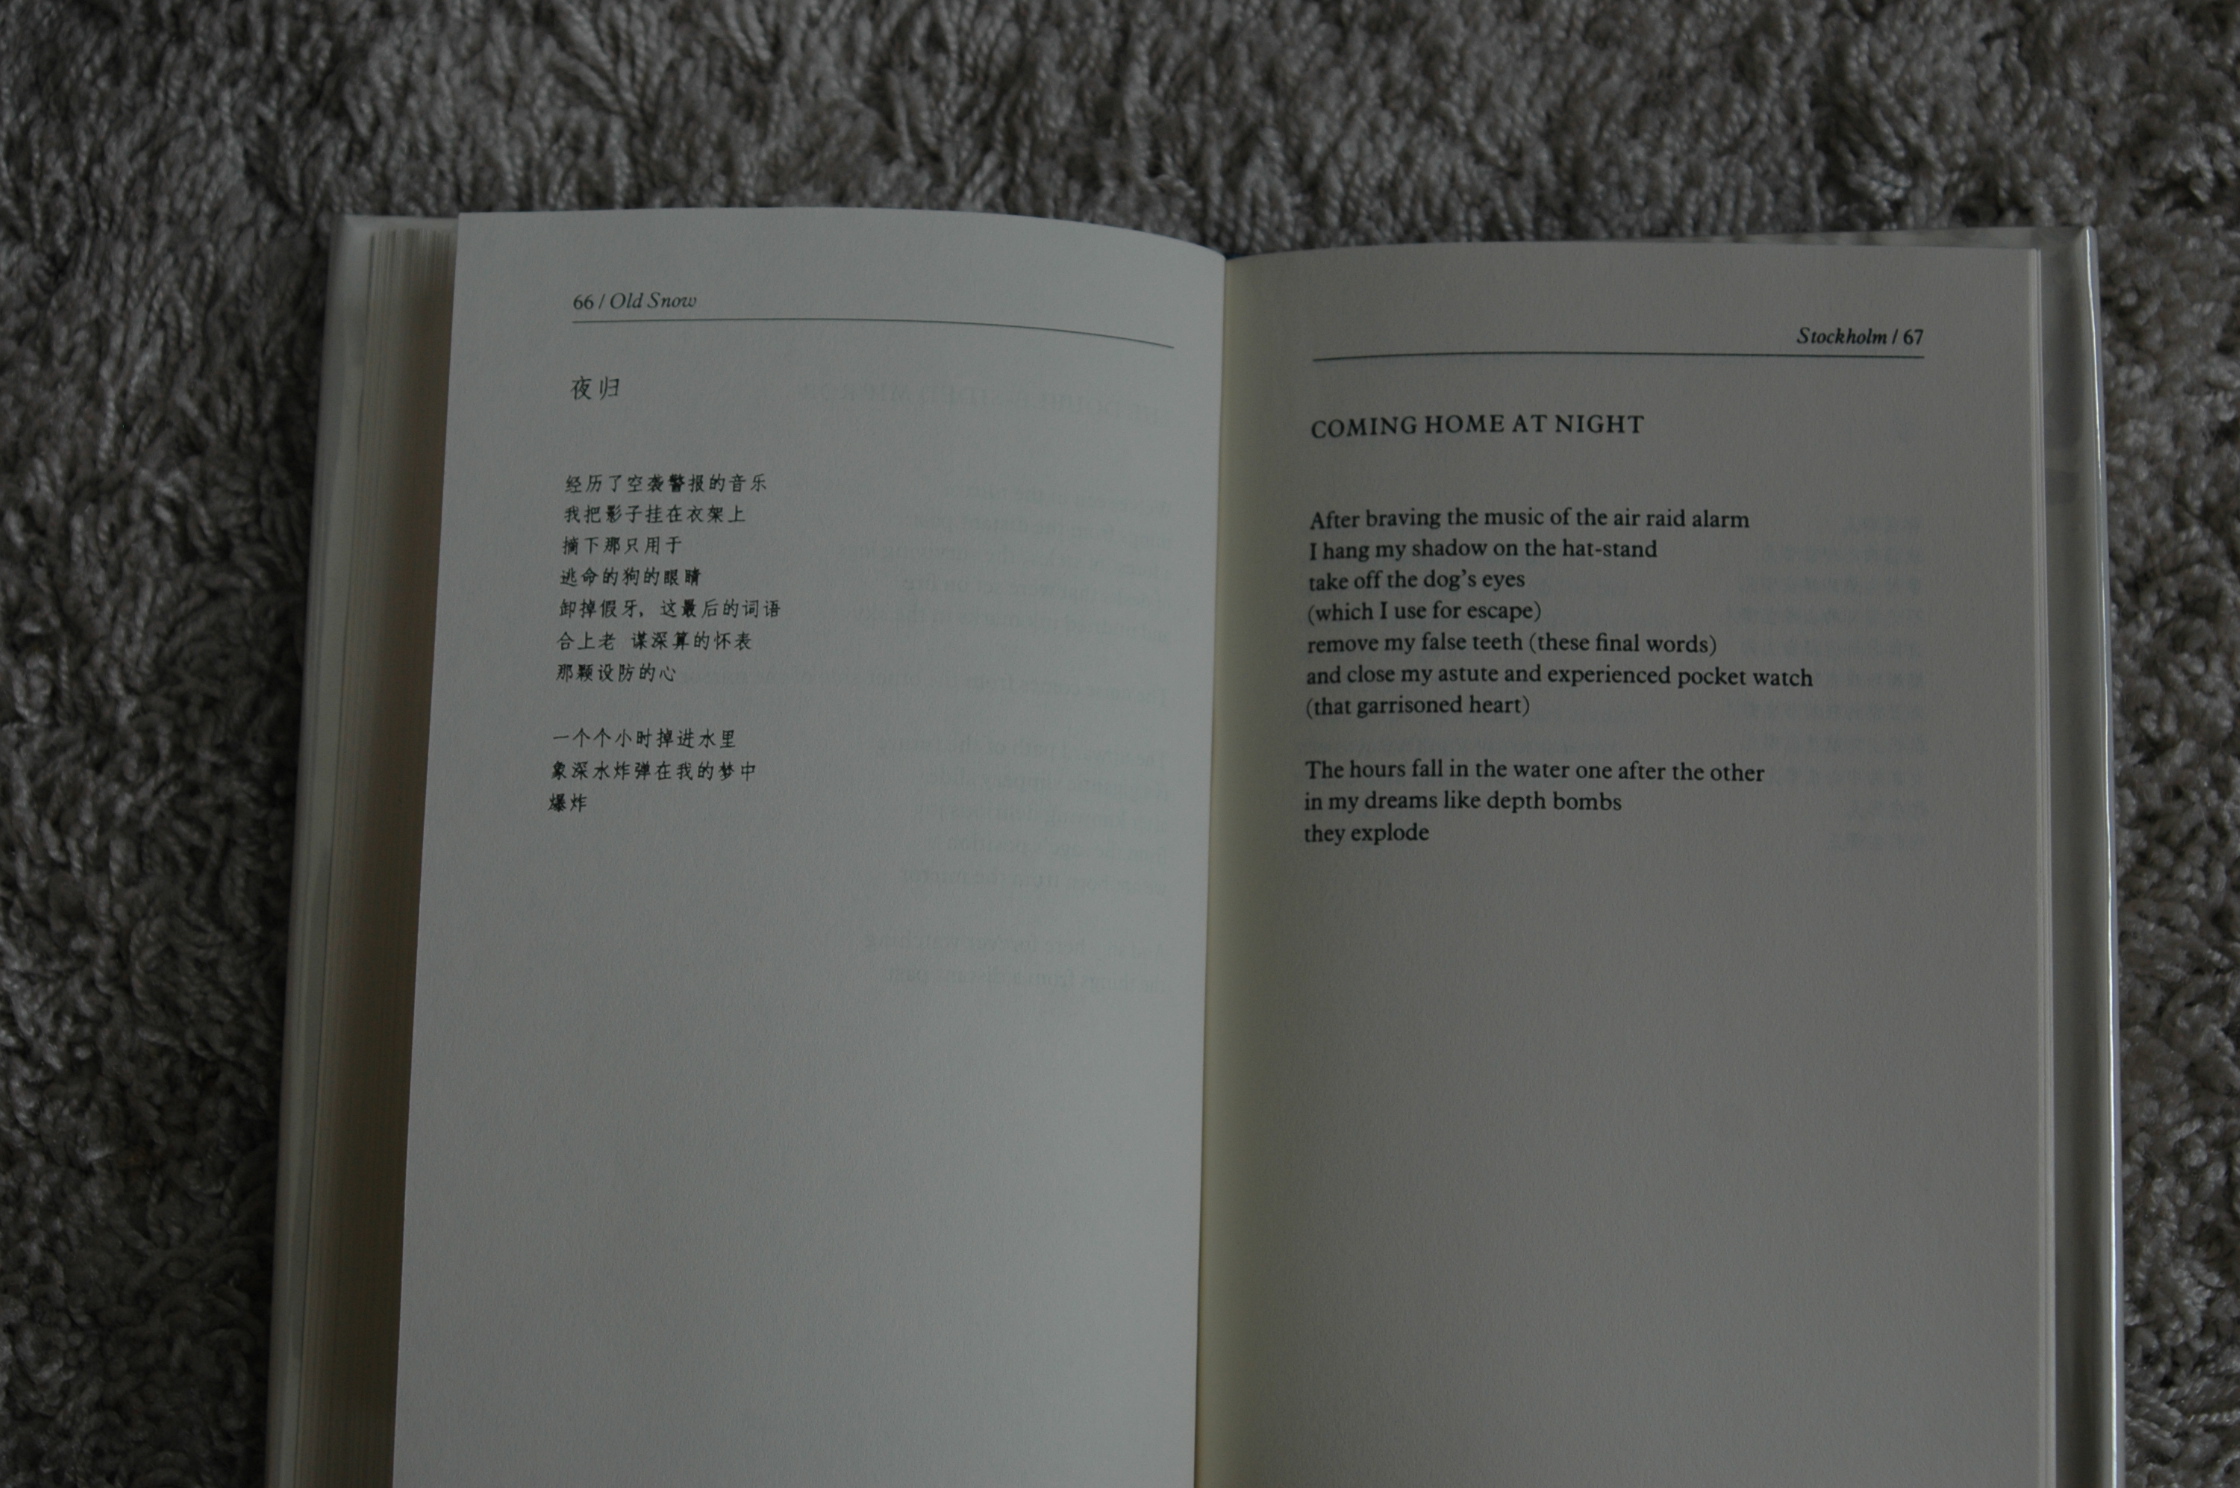 66 / Old Snow
夜归
经历了空袭警报的音乐
我把影子挂在衣架上
摘下那只用于
逃命的狗的眼睛
卸掉假牙，这最后的词语
合上老 谋深算的怀表
那颗设防的心
一个个小时掉进水里
象深水炸弹在我的梦中
爆炸
Stockholm / 67
COMING HOME AT NIGHT
After braving the music of the air raid alarm
I hang my shadow on the hat-stand
take off the dog's eyes
(which I use for escape)
remove my false teeth (these final words)
and close my astute and experienced pocket watch
(that garrisoned heart)
The hours fall in the water one after the other
in my dreams like depth bombs
they explode